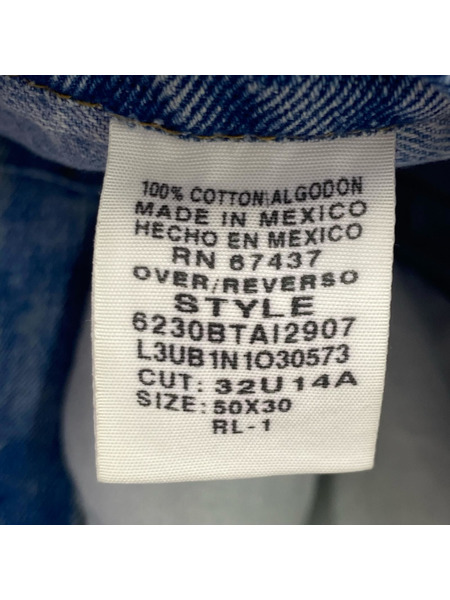 100% COTTON/ALGODON
MADE IN MEXICO
HECHO EN MEXICO
RN 67437
OVER/REVERSO
STYLE
6230BTAI2907
L3UB1N1O30573
CUT: 32U14A
SIZE: 50X30
RL-1